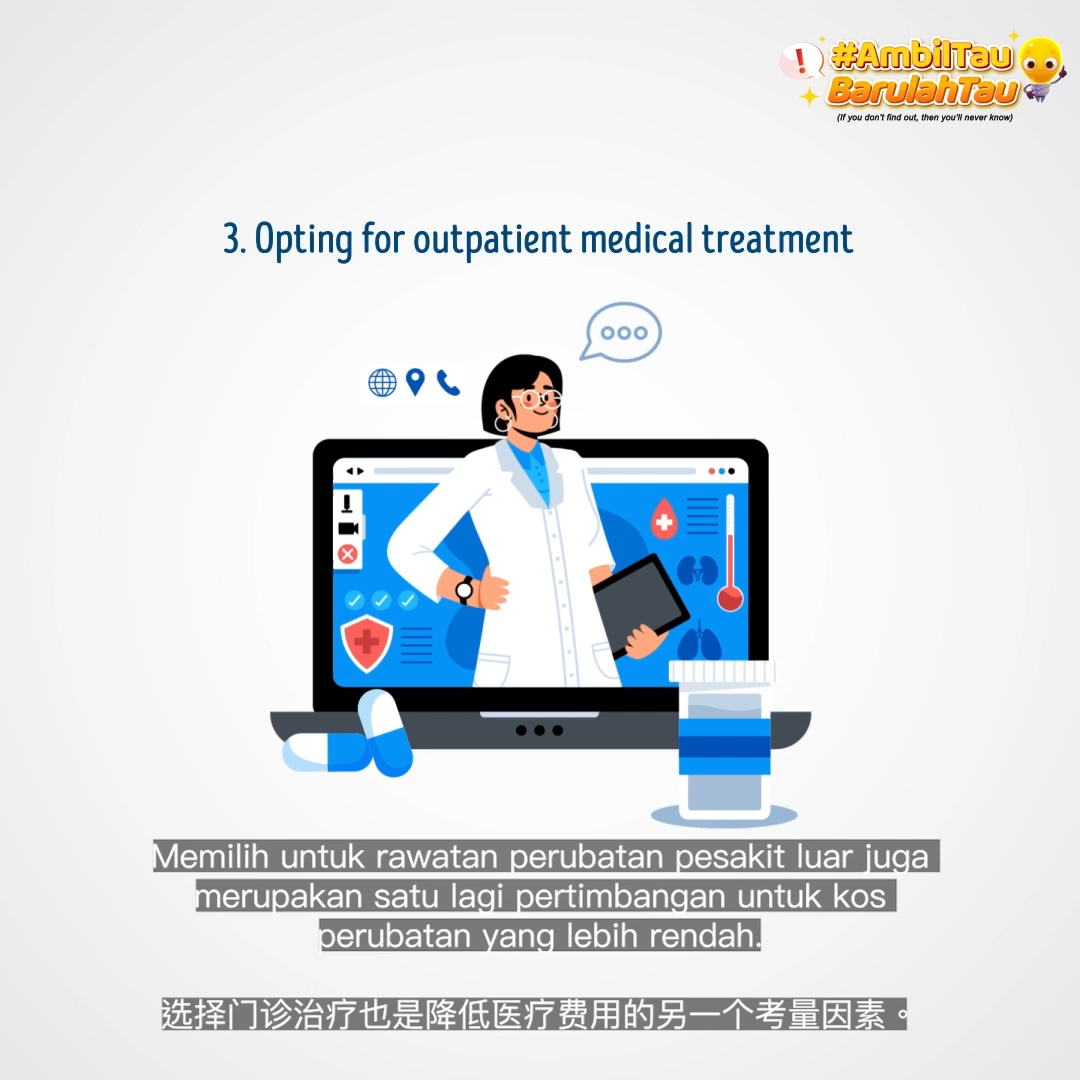 !
#AmbilTau
BarulahTau
(If you don't find out, then you'll never know)
3. Opting for outpatient medical treatment
Memilih untuk rawatan perubatan pesakit luar juga
merupakan satu lagi pertimbangan untuk kos
perubatan yang lebih rendah.
选择门诊治疗也是降低医疗费用的另一个考量因素。